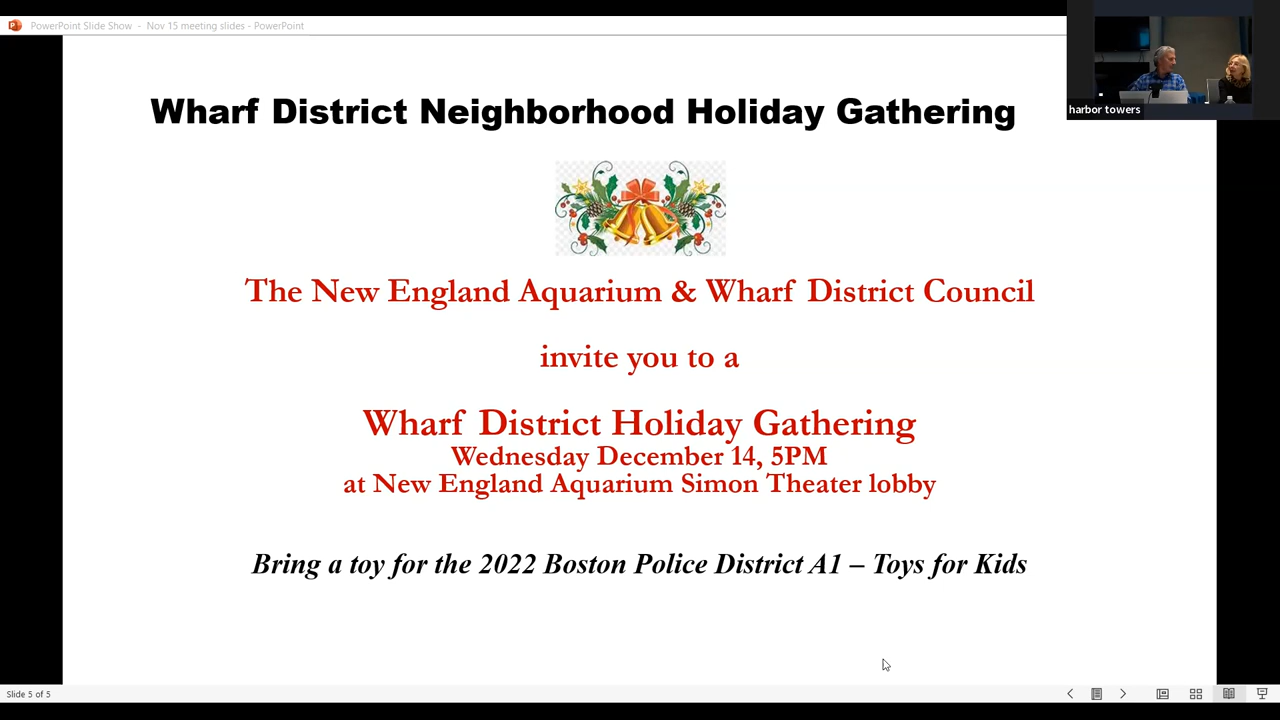 PowerPoint Slide Show - Nov 15 meeting slides - PowerPoint
harbor towers
Wharf District Neighborhood Holiday Gathering
The New England Aquarium & Wharf District Council
invite you to a
Wharf District Holiday Gathering
Wednesday December 14, 5PM
at New England Aquarium Simon Theater lobby
Bring a toy for the 2022 Boston Police District A1 – Toys for Kids
Slide 5 of 5